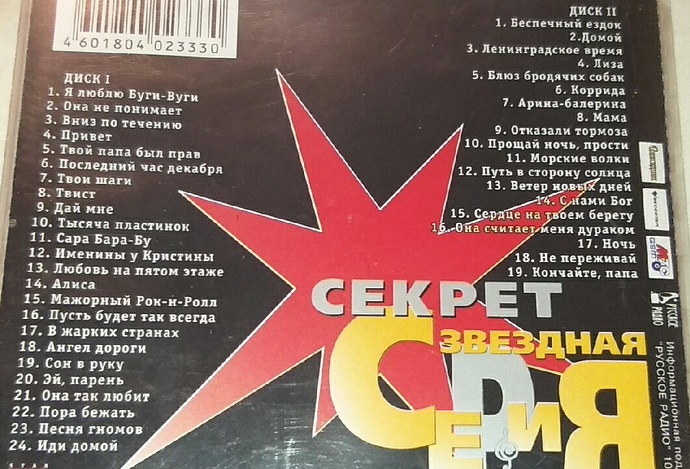 4601804023330
ДИСК I
1. Я люблю Буги-Вуги
2. Она не понимает
3. Вниз по течению
4. Привет
5. Твой папа был прав
6. Последний час декабря
7. Твои шаги
8. Твист
9. Дай мне
10. Тысяча пластинок
11. Сара Бара-Бу
12. Именины у Кристины
13. Любовь на пятом этаже
14. Алиса
15. Мажорный Рок-н-Ролл
16. Пусть будет так всегда
17. В жарких странах
18. Ангел дороги
19. Сон в руку
20. Эй, парень
21. Она так любит
22. Пора бежать
23. Песня гномов
24. Иди домой
ДИСК II
1. Беспечный ездок
2.Домой
3. Ленинградское время
4. Лиза
5. Блюз бродячих собак
6. Коррида
7. Арина-балерина
8. Мама
9. Отказали тормоза
10. Прощай ночь, прости
11. Морские волки
12. Путь в сторону солнца
13. Ветер новых дней
14. С нами Бог
15. Сердце на твоем берегу
16. Она считает меня дураком
17. Ночь
18. Не переживай
19. Кончайте, папа
СЕКРЕТ
ЗВЕЗДНАЯ
СЕРИЯ
РУССКОЕ
РАДИО
Информационная под
"РУССКОЕ РАДИО" 10